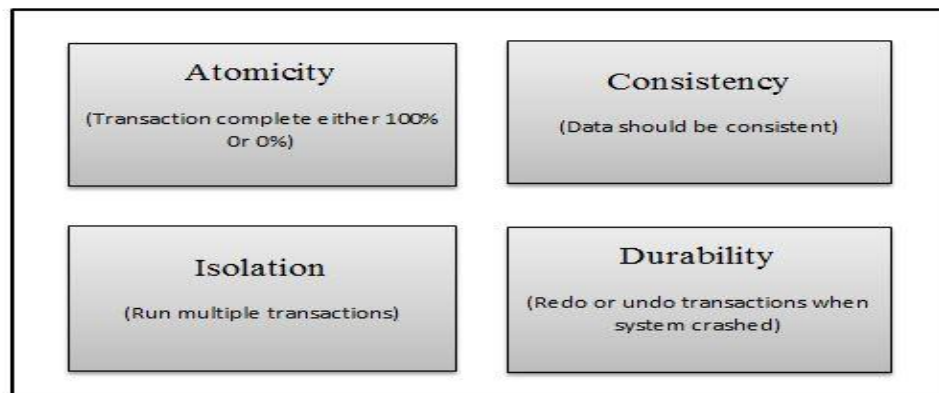 Atomicity
(Transaction complete either 100%
Or 0%)
Consistency
(Data should be consistent)
Isolation
(Run multiple transactions)
Durability
(Redo or undo transactions when
system crashed)